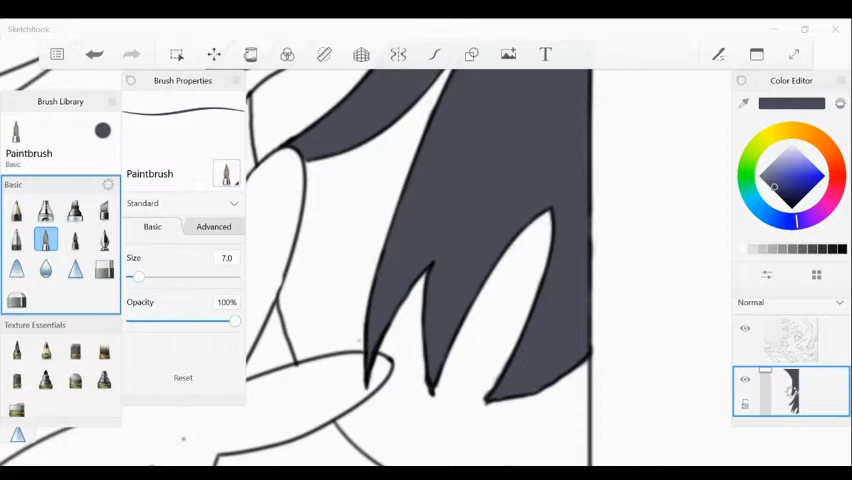 SketchBook
T
Brush Library
Paintbrush
Basic
Basic
Texture Essentials
Brush Properties
Paintbrush
Standard
Basic
Advanced
Size
7.0
Opacity
100%
Reset
Color Editor
Normal